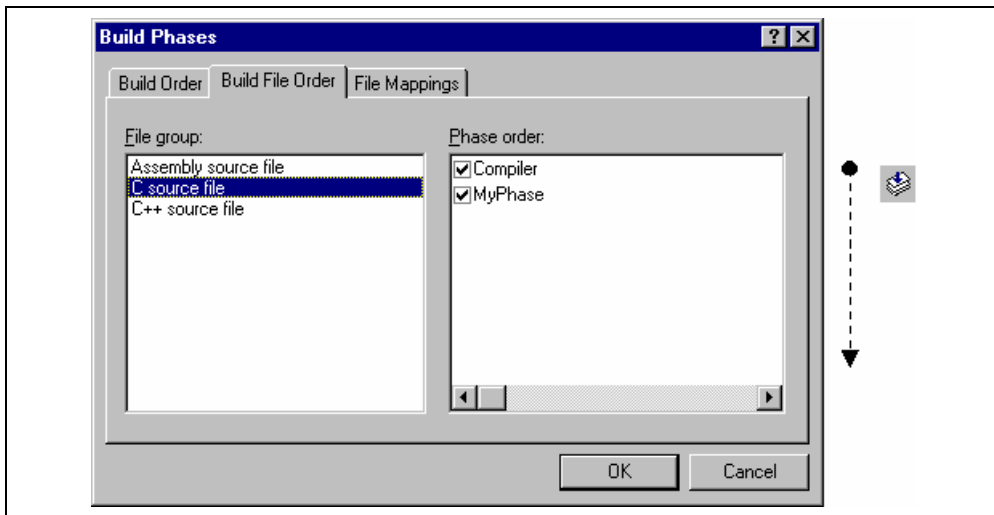 Build Phases
Build Order Build File Order File Mappings
File group: Phase order:
Assembly source file
C source file
C++ source file
Compiler
MyPhase
OK Cancel